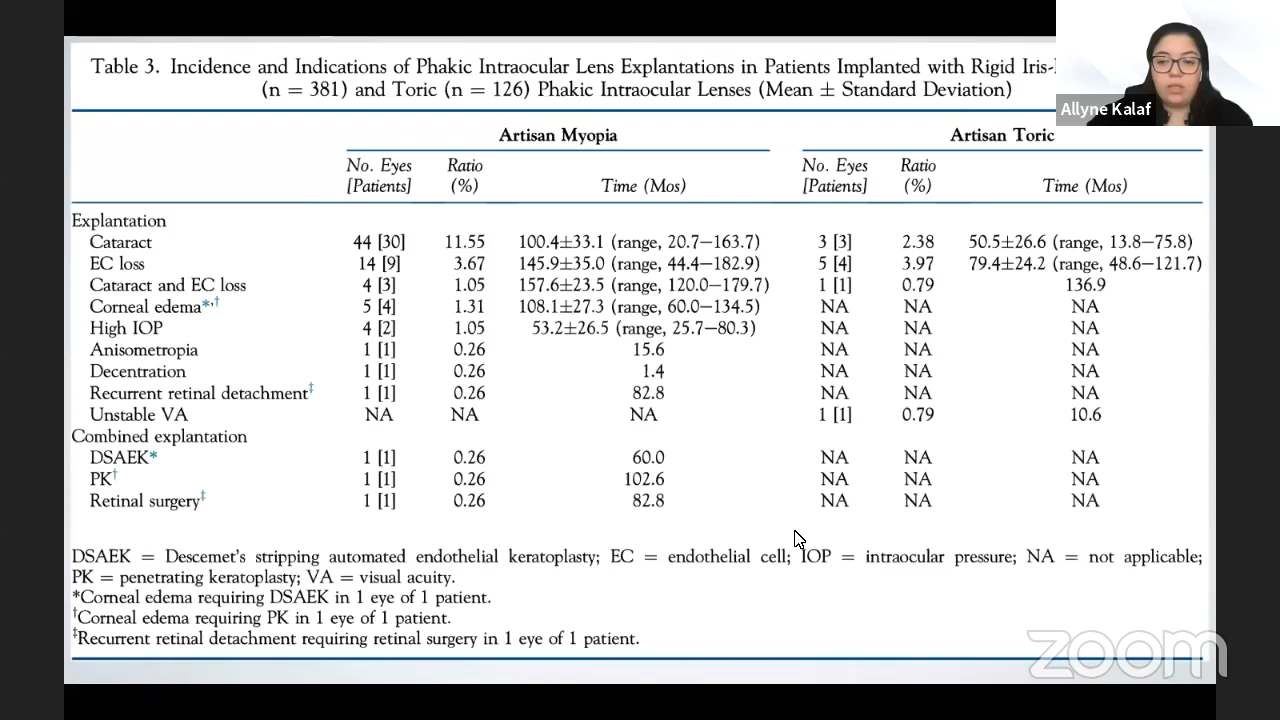 Table 3. Incidence and Indications of Phakic Intraocular Lens Explantations in Patients Implanted with Rigid Iris-
(n = 381) and Toric (n = 126) Phakic Intraocular Lenses (Mean ± Standard Deviation)
Allyne Kalaf
Artisan Myopia Artisan Toric
No. Eyes [Patients] Ratio (%) Time (Mos) No. Eyes [Patients] Ratio (%) Time (Mos)
Explantation
Cataract 44 [30] 11.55 100.4±33.1 (range, 20.7–163.7) 3 [3] 2.38 50.5±26.6 (range, 13.8–75.8)
EC loss 14 [9] 3.67 145.9±35.0 (range, 44.4–182.9) 5 [4] 3.97 79.4±24.2 (range, 48.6–121.7)
Cataract and EC loss 4 [3] 1.05 157.6±23.5 (range, 120.0–179.7) 1 [1] 0.79 136.9
Corneal edema*,† 5 [4] 1.31 108.1±27.3 (range, 60.0–134.5) NA NA NA
High IOP 4 [2] 1.05 53.2±26.5 (range, 25.7–80.3) NA NA NA
Anisometropia 1 [1] 0.26 15.6 NA NA NA
Decentration 1 [1] 0.26 1.4 NA NA NA
Recurrent retinal detachment‡ 1 [1] 0.26 82.8 NA NA NA
Unstable VA NA NA NA 1 [1] 0.79 10.6
Combined explantation
DSAEK* 1 [1] 0.26 60.0 NA NA NA
PK† 1 [1] 0.26 102.6 NA NA NA
Retinal surgery‡ 1 [1] 0.26 82.8 NA NA NA
DSAEK = Descemet's stripping automated endothelial keratoplasty; EC = endothelial cell; IOP = intraocular pressure; NA = not applicable;
PK = penetrating keratoplasty; VA = visual acuity.
*Corneal edema requiring DSAEK in 1 eye of 1 patient.
†Corneal edema requiring PK in 1 eye of 1 patient.
‡Recurrent retinal detachment requiring retinal surgery in 1 eye of 1 patient.
zoom